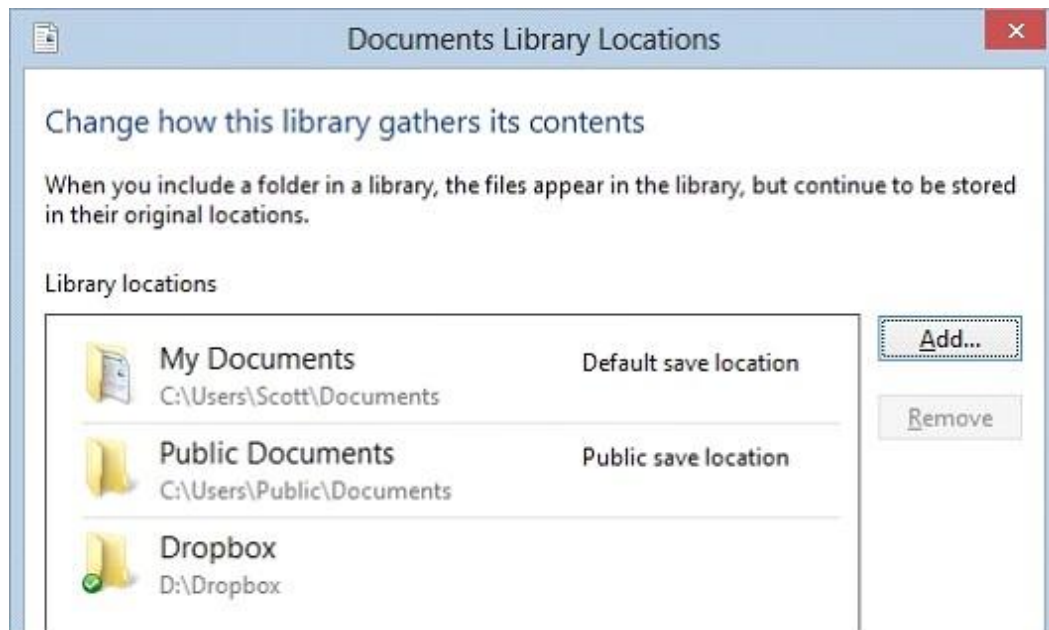 Documents Library Locations
Change how this library gathers its contents
When you include a folder in a library, the files appear in the library, but continue to be stored
in their original locations.
Library locations
My Documents
Default save location
C:\Users\Scott\Documents
Public Documents
Public save location
C:\Users\Public\Documents
Dropbox
D:\Dropbox
Add...
Remove